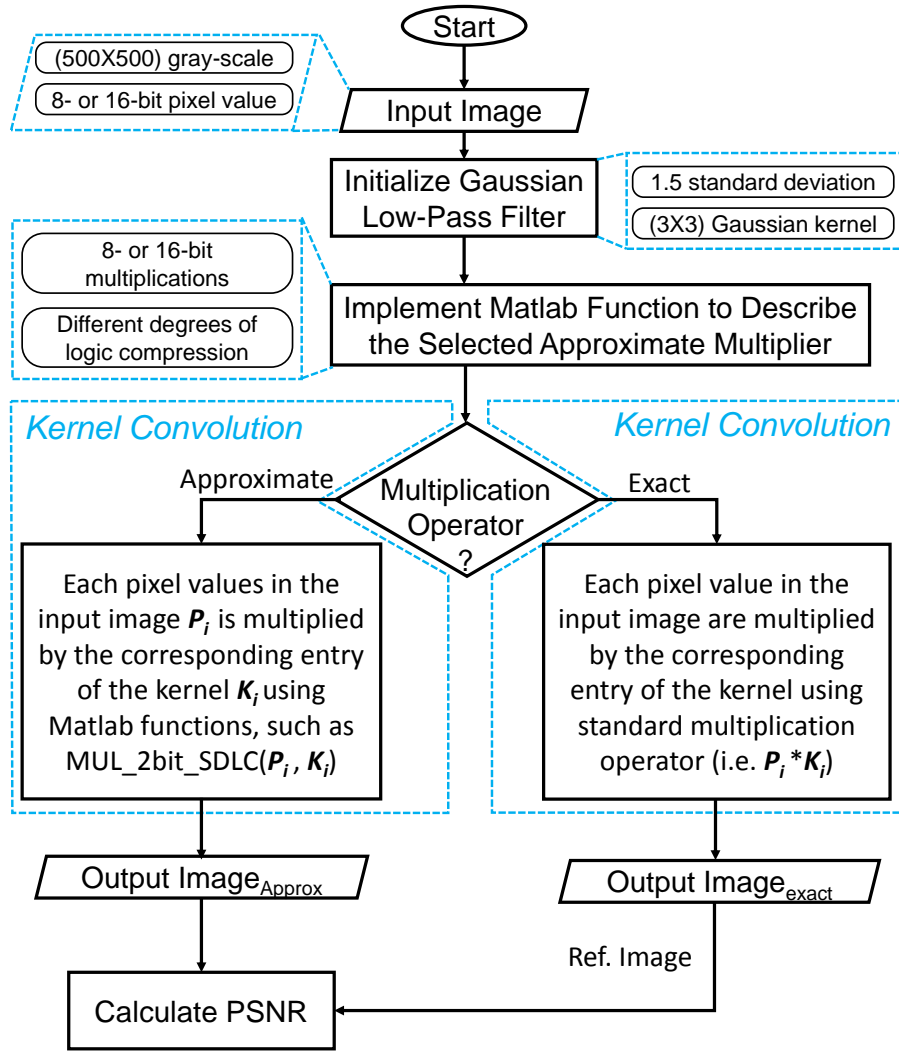 Start
(500X500) gray-scale
8- or 16-bit pixel value
Input Image
Initialize Gaussian
Low-Pass Filter
1.5 standard deviation
(3X3) Gaussian kernel
8- or 16-bit
multiplications
Different degrees of
logic compression
Implement Matlab Function to Describe
the Selected Approximate Multiplier
Kernel Convolution
Kernel Convolution
Approximate
Multiplication
Operator
?
Exact
Each pixel values in the
input image Pi is multiplied
by the corresponding entry
of the kernel Ki using
Matlab functions, such as
MUL_2bit_SDLC(Pi , Ki)
Each pixel value in the
input image are multiplied
by the corresponding
entry of the kernel using
standard multiplication
operator (i.e. Pi *Ki)
Output ImageApprox
Output Imageexact
Ref. Image
Calculate PSNR